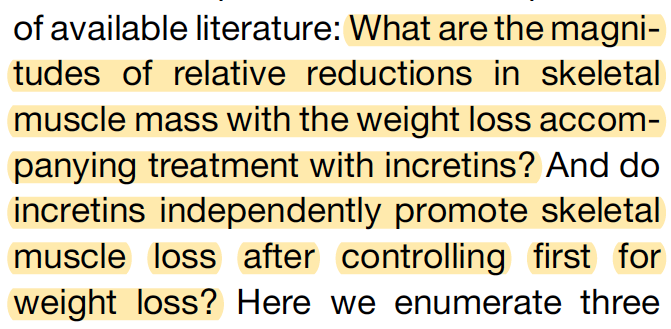 of available literature: What are the magni-
tudes of relative reductions in skeletal
muscle mass with the weight loss accom-
panying treatment with incretins? And do
incretins independently promote skeletal
muscle loss after controlling first for
weight loss? Here we enumerate three